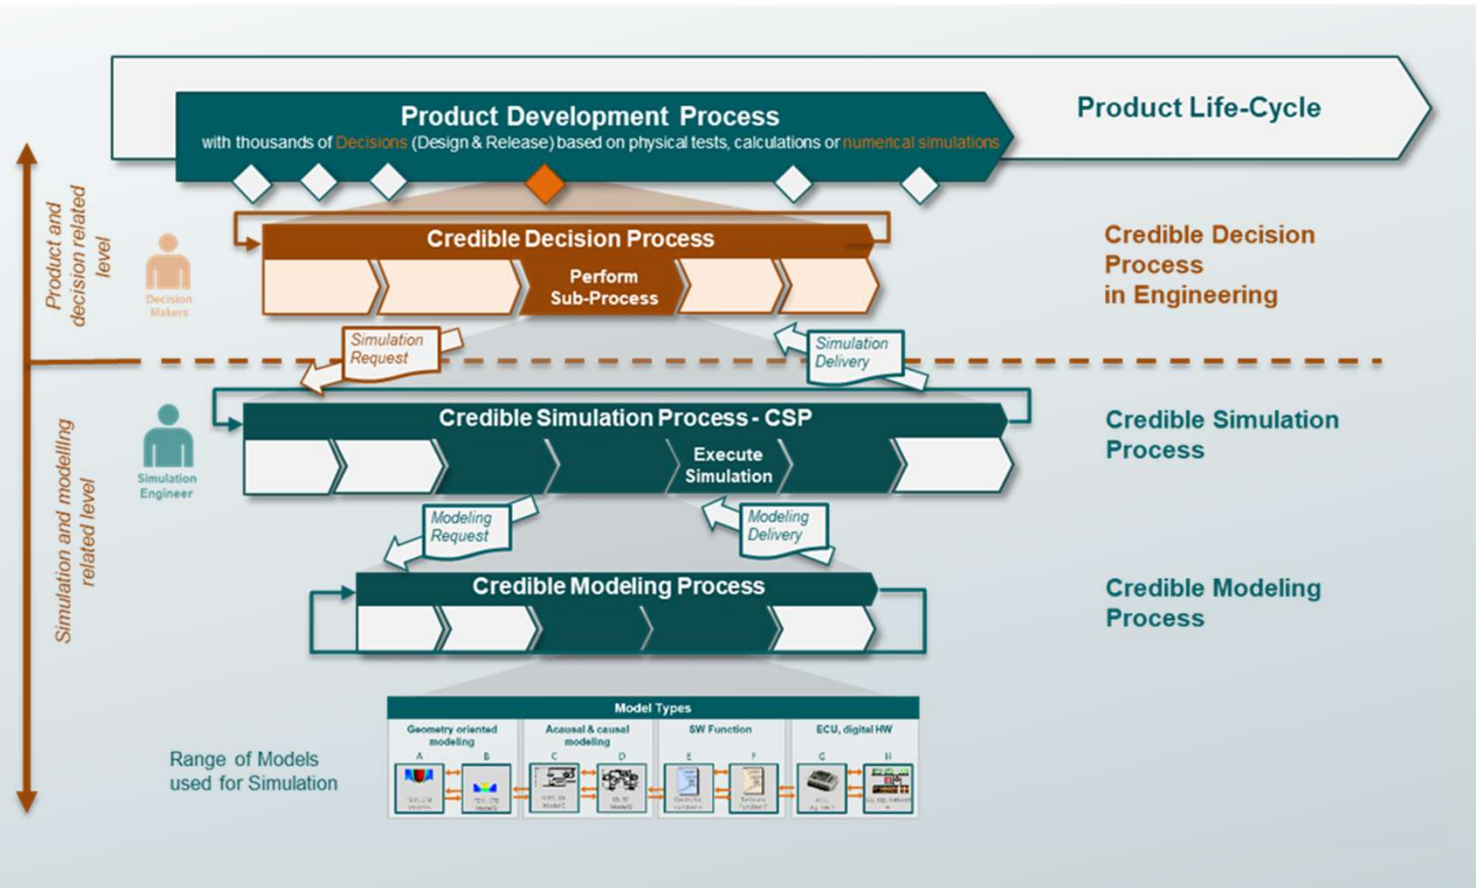 Product Development Process
with thousands of Decisions (Design & Release) based on physical tests, calculations or numerical simulations
Product Life-Cycle
Product and
decision related
level
Decision
Makers
Credible Decision Process
Perform
Sub-Process
Credible Decision
Process
in Engineering
Simulation
Request
Simulation
Delivery
Simulation and modelling
related level
Simulation
Engineer
Credible Simulation Process - CSP
Execute
Simulation
Credible Simulation
Process
Modeling
Request
Modeling
Delivery
Credible Modeling Process
Credible Modeling
Process
Range of Models
used for Simulation
Model Types
Geometry oriented
modeling
Acausal & causal
modeling
SW Function
ECU, digital HW
A
B
C
D
E
F
G
H